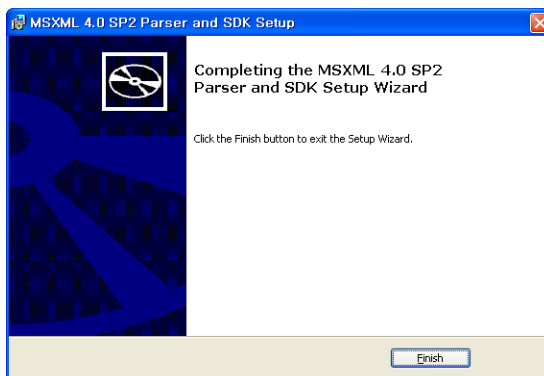 MSXML 4.0 SP2 Parser and SDK Setup
Completing the MSXML 4.0 SP2
Parser and SDK Setup Wizard
Click the Finish button to exit the Setup Wizard.
Finish